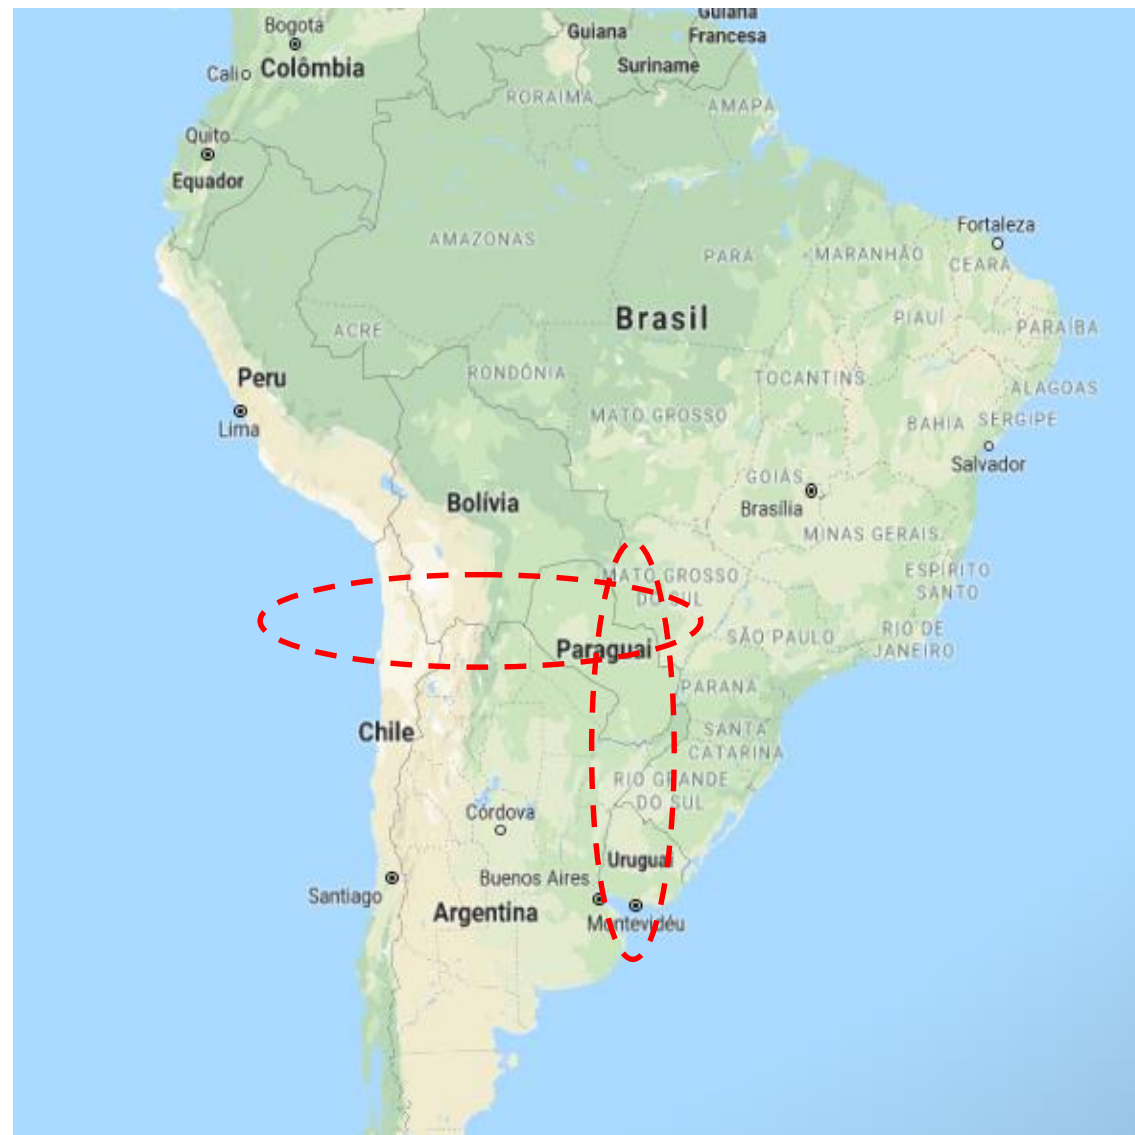 Guiana
Bogotá
Guiana
Francesa
Calio
Colômbia
Suriname
RORAIMA
AMAPÁ
Quito
Equador
Fortaleza
AMAZONAS
PARÁ
MARANHÃO
CEARÁ
Brasil
PIAUÍ
PARAÍBA
ACRE
Peru
RONDÔNIA
TOCANTINS
ALAGOAS
Lima
MATO GROSSO
BAHIA
SERGIPE
Salvador
GOIÁS
Bolívia
Brasília
MINAS GERAIS
MATO GROSSO
DO SUL
ESPÍRITO
SANTO
Paraguai
SÃO PAULO
RIO DE
JANEIRO
PARANÁ
Chile
SANTA
CATARINA
RIO GRANDE
DO SUL
Córdova
Uruguai
Buenos Aires
Santiago
Argentina
Montevidéu